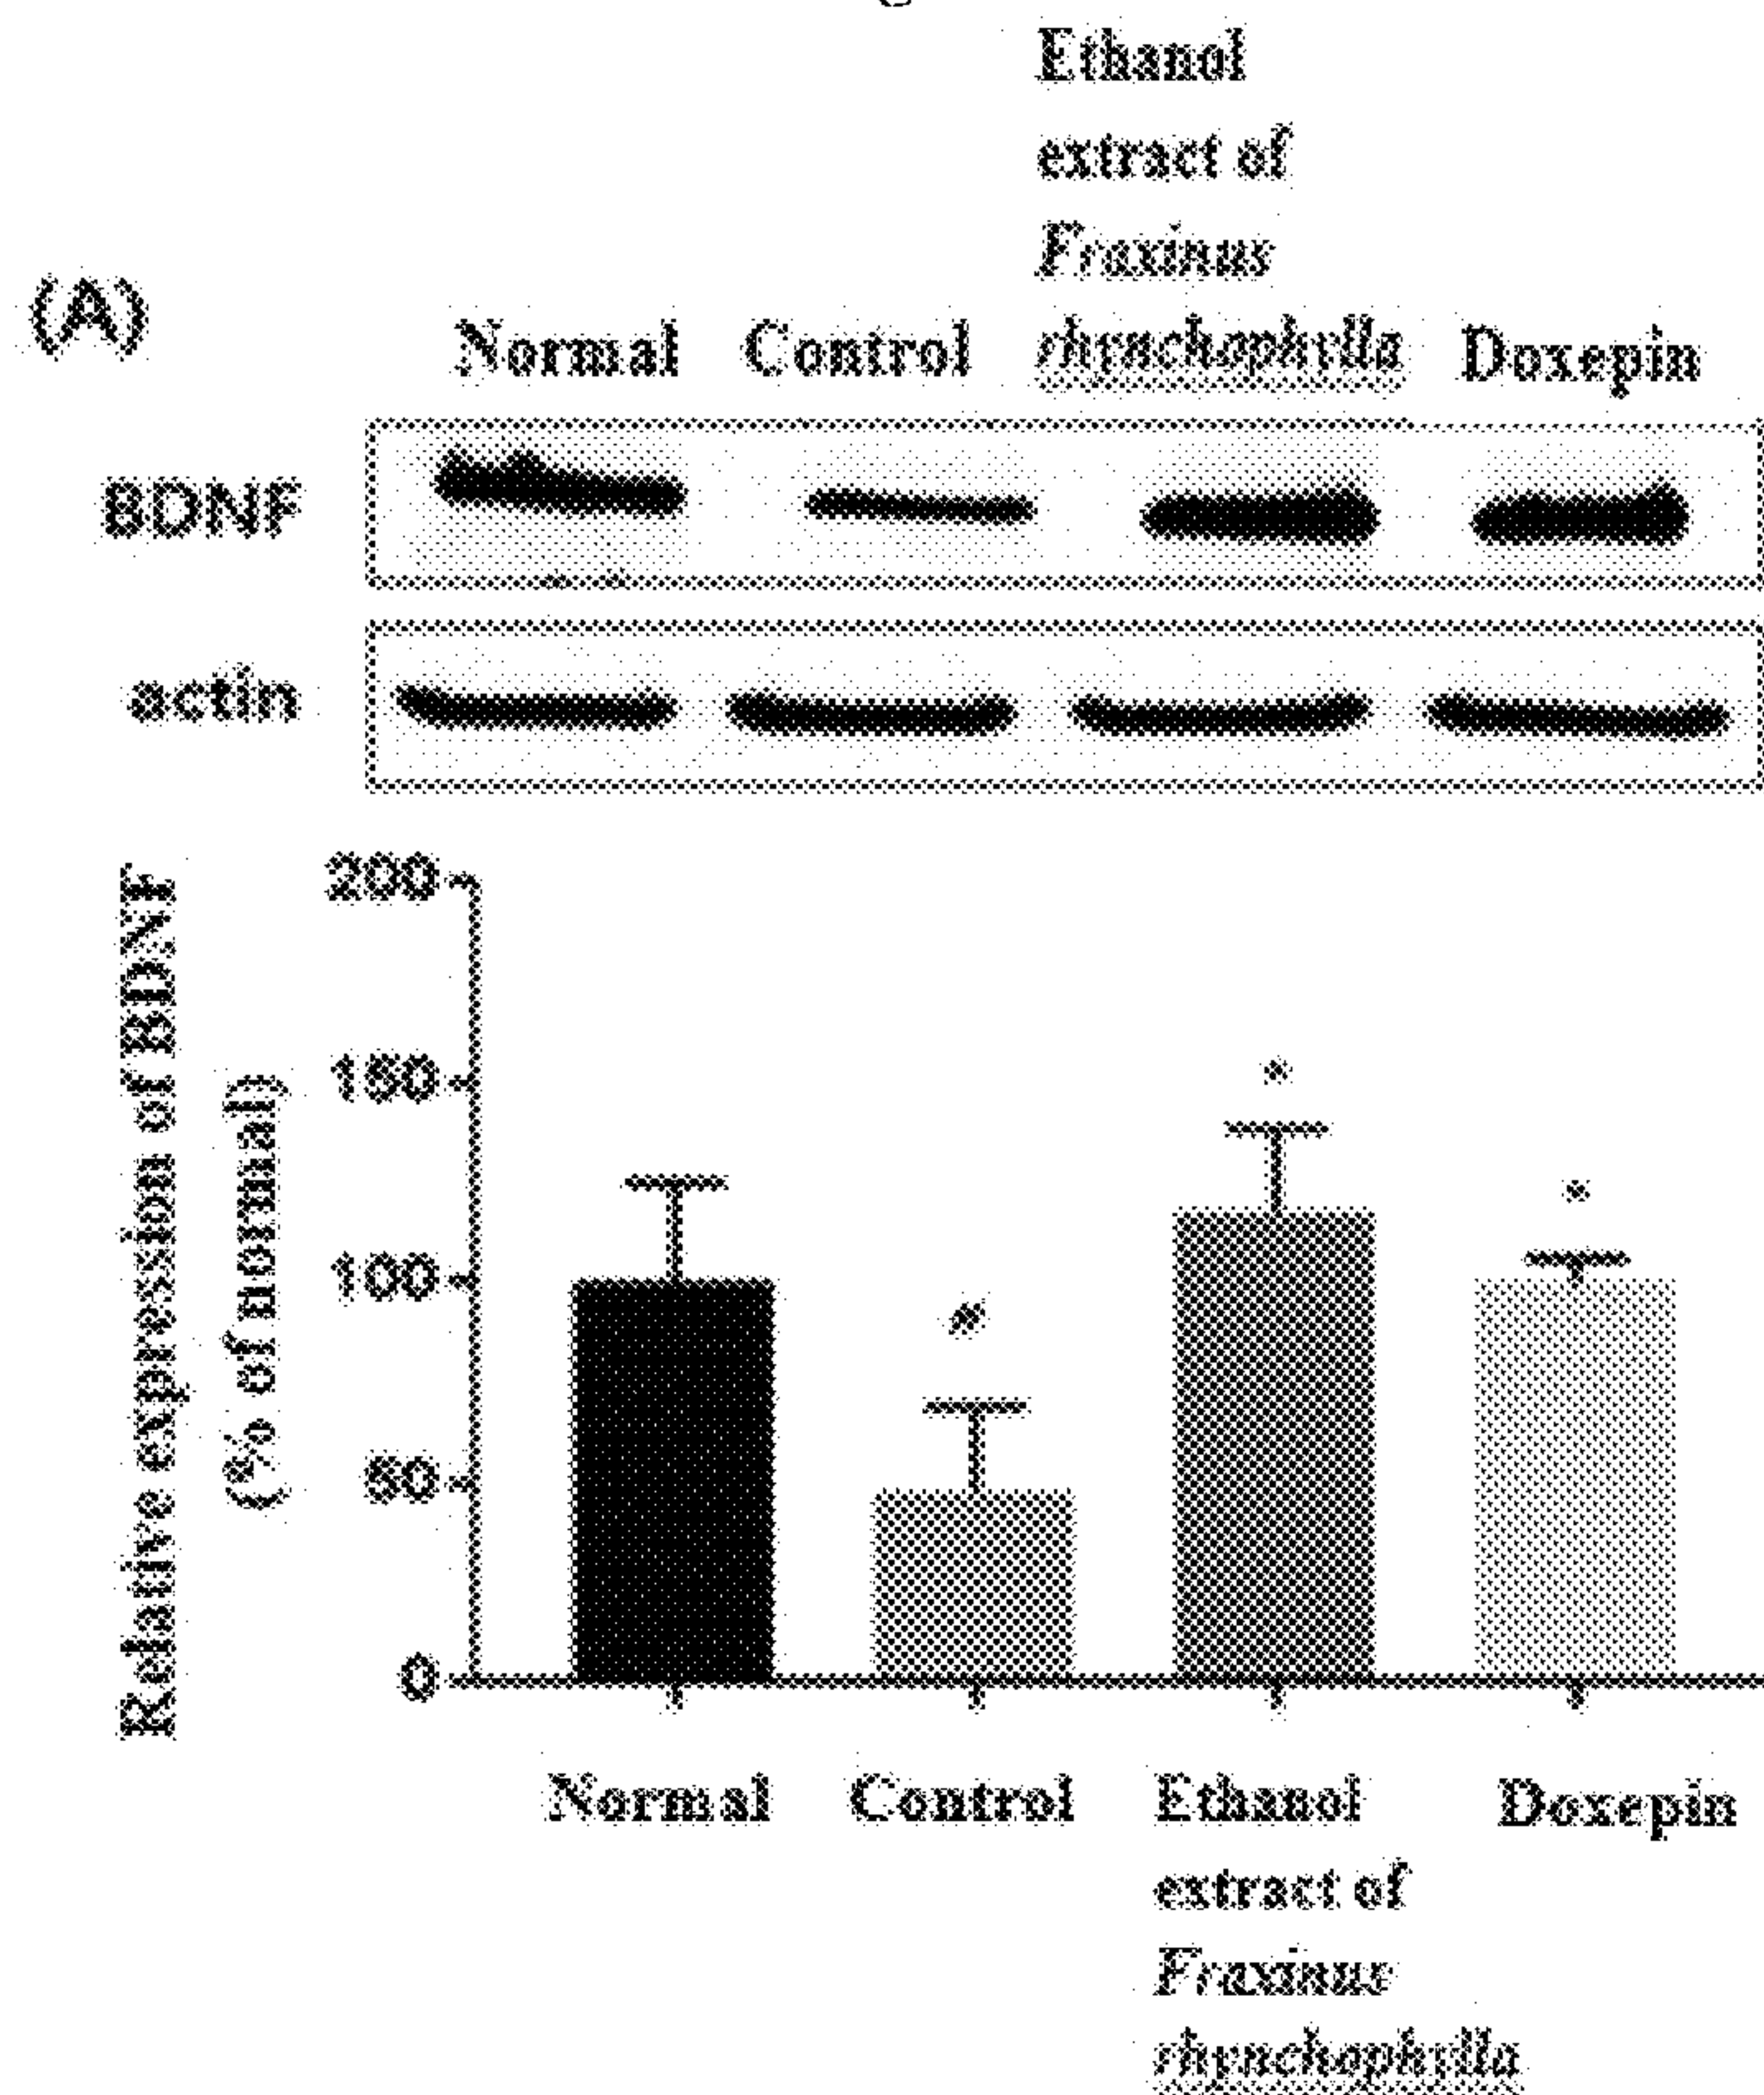 Ethanol
extract of
Fraxinus
(A)
Normal Control rhynchophylla Doxepin
BDNF
actin
Relative expression of BDNF
(% of normal)
200
150
100
50
0
#
*
*
Normal Control Ethanol Doxepin
extract of
Fraxinus
rhynchophylla